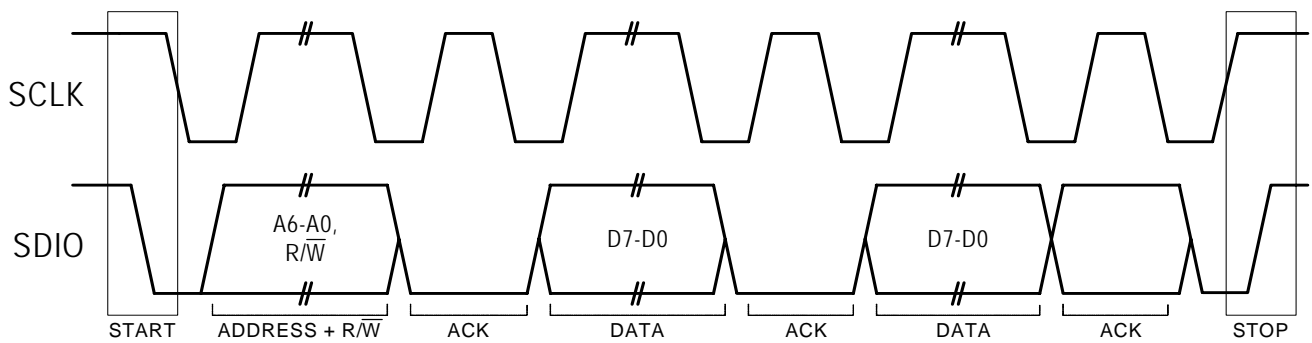 SCLK
SDIO
A6-A0,
R/W̅
D7-D0
D7-D0
START
ADDRESS + R/W̅
ACK
DATA
ACK
DATA
ACK
STOP